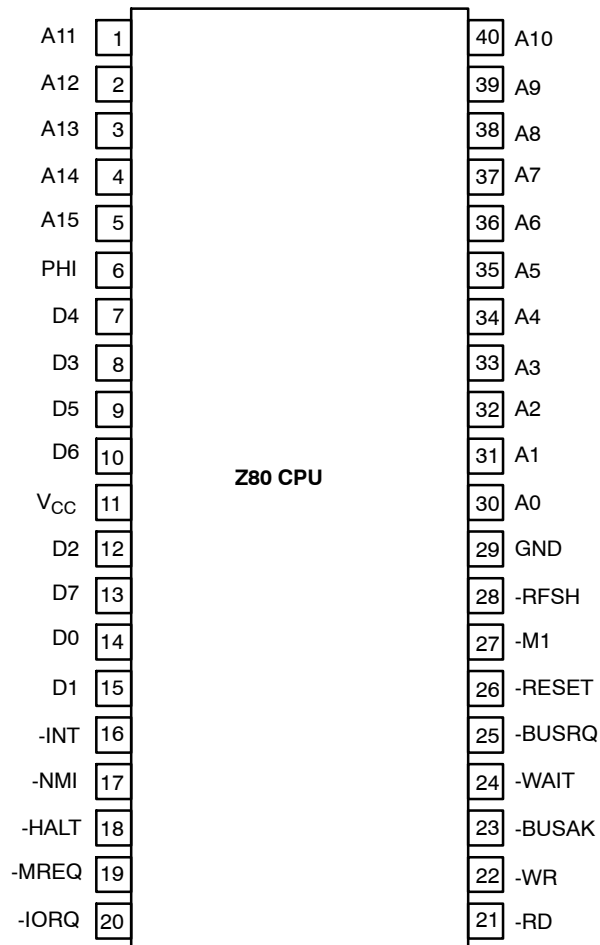 A11 1 40 A10
A12 2 39 A9
A13 3 38 A8
A14 4 37 A7
A15 5 36 A6
PHI 6 35 A5
D4 7 34 A4
D3 8 33 A3
D5 9 32 A2
D6 10 31 A1
Z80 CPU
VCC 11 30 A0
D2 12 29 GND
D7 13 28 -RFSH
D0 14 27 -M1
D1 15 26 -RESET
-INT 16 25 -BUSRQ
-NMI 17 24 -WAIT
-HALT 18 23 -BUSAK
-MREQ 19 22 -WR
-IORQ 20 21 -RD